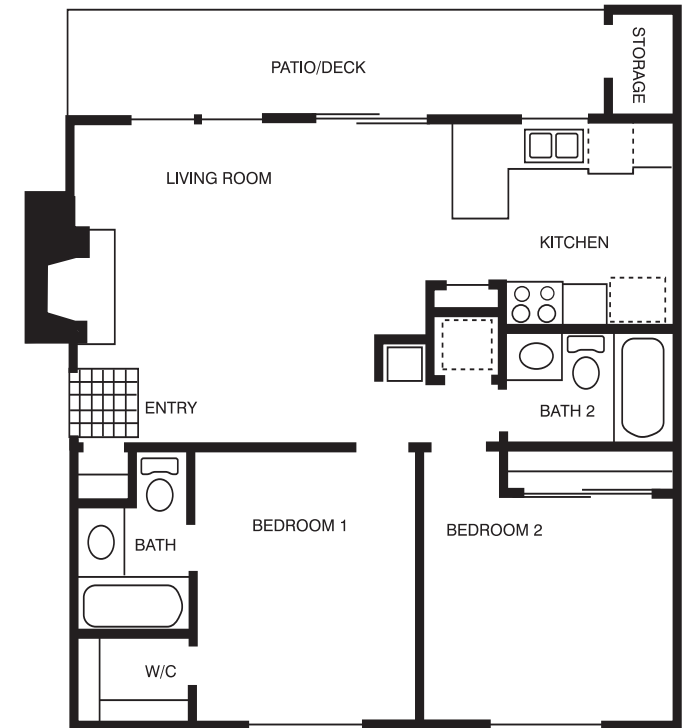 PATIO/DECK
STORAGE
LIVING ROOM
KITCHEN
ENTRY
BATH 2
BEDROOM 1
BEDROOM 2
BATH
W/C